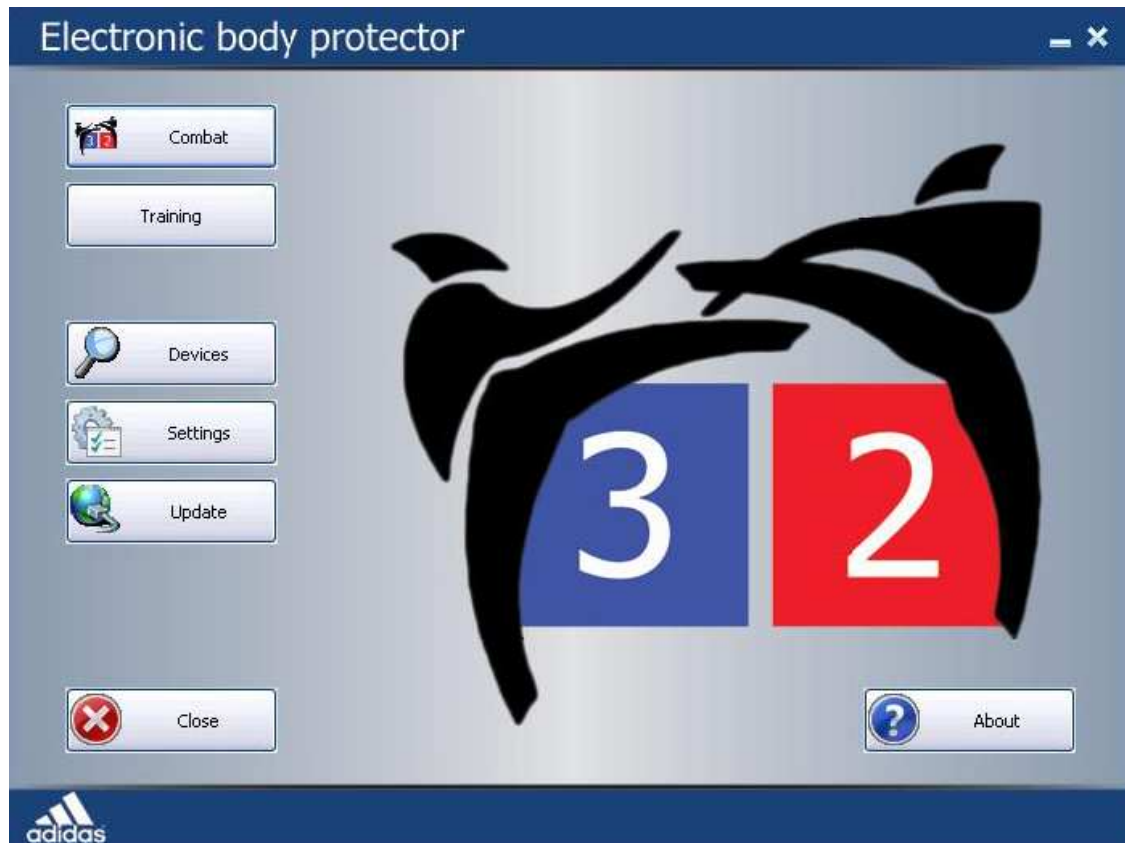 Electronic body protector
Combat
Training
Devices
Settings
Update
3 2
Close
About
adidas